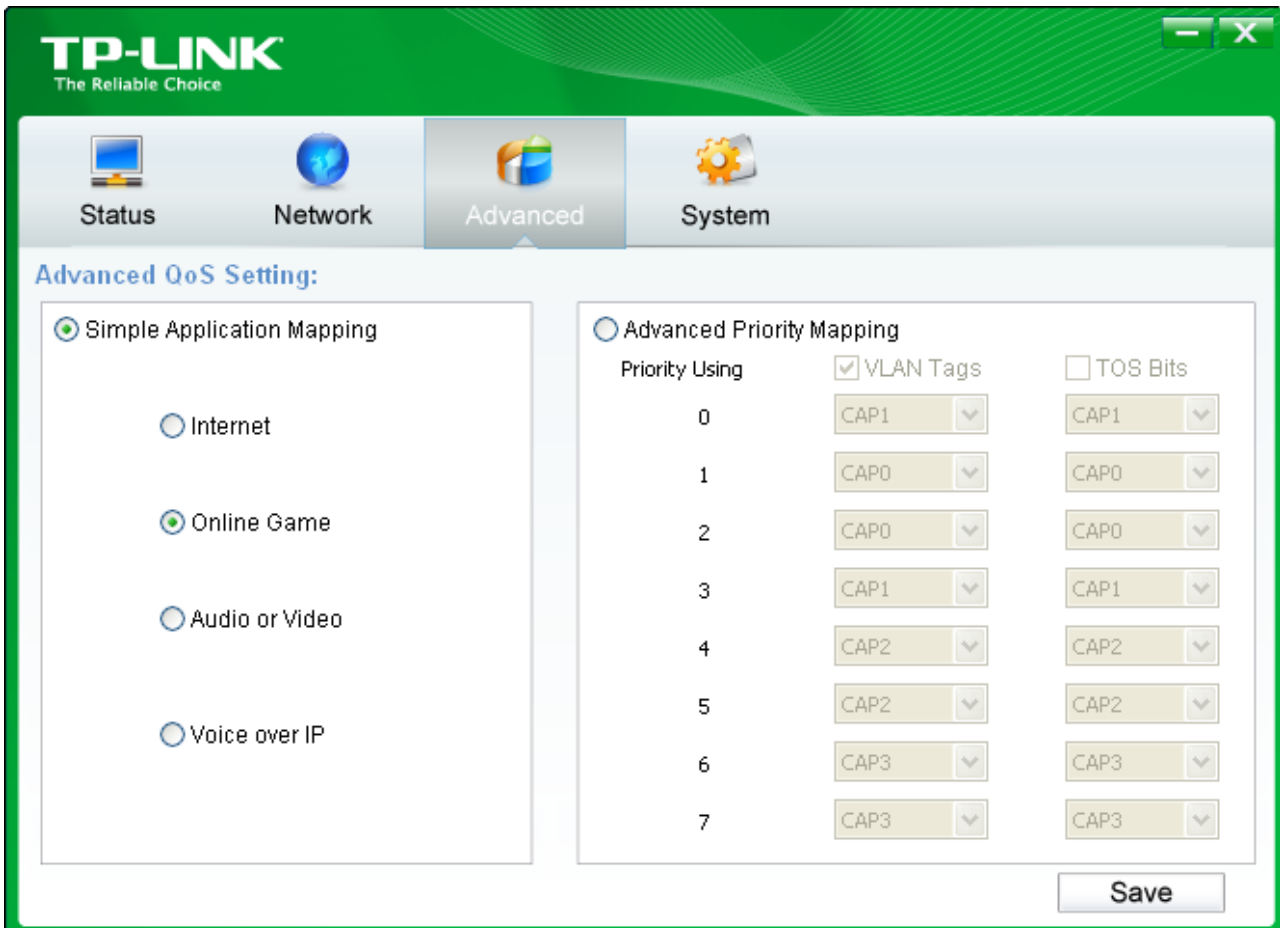 TP-LINK
The Reliable Choice
Status Network Advanced System
Advanced QoS Setting:
Simple Application Mapping
Internet
Online Game
Audio or Video
Voice over IP
Advanced Priority Mapping
Priority Using VLAN Tags TOS Bits
0 CAP1 CAP1
1 CAP0 CAP0
2 CAP0 CAP0
3 CAP1 CAP1
4 CAP2 CAP2
5 CAP2 CAP2
6 CAP3 CAP3
7 CAP3 CAP3
Save